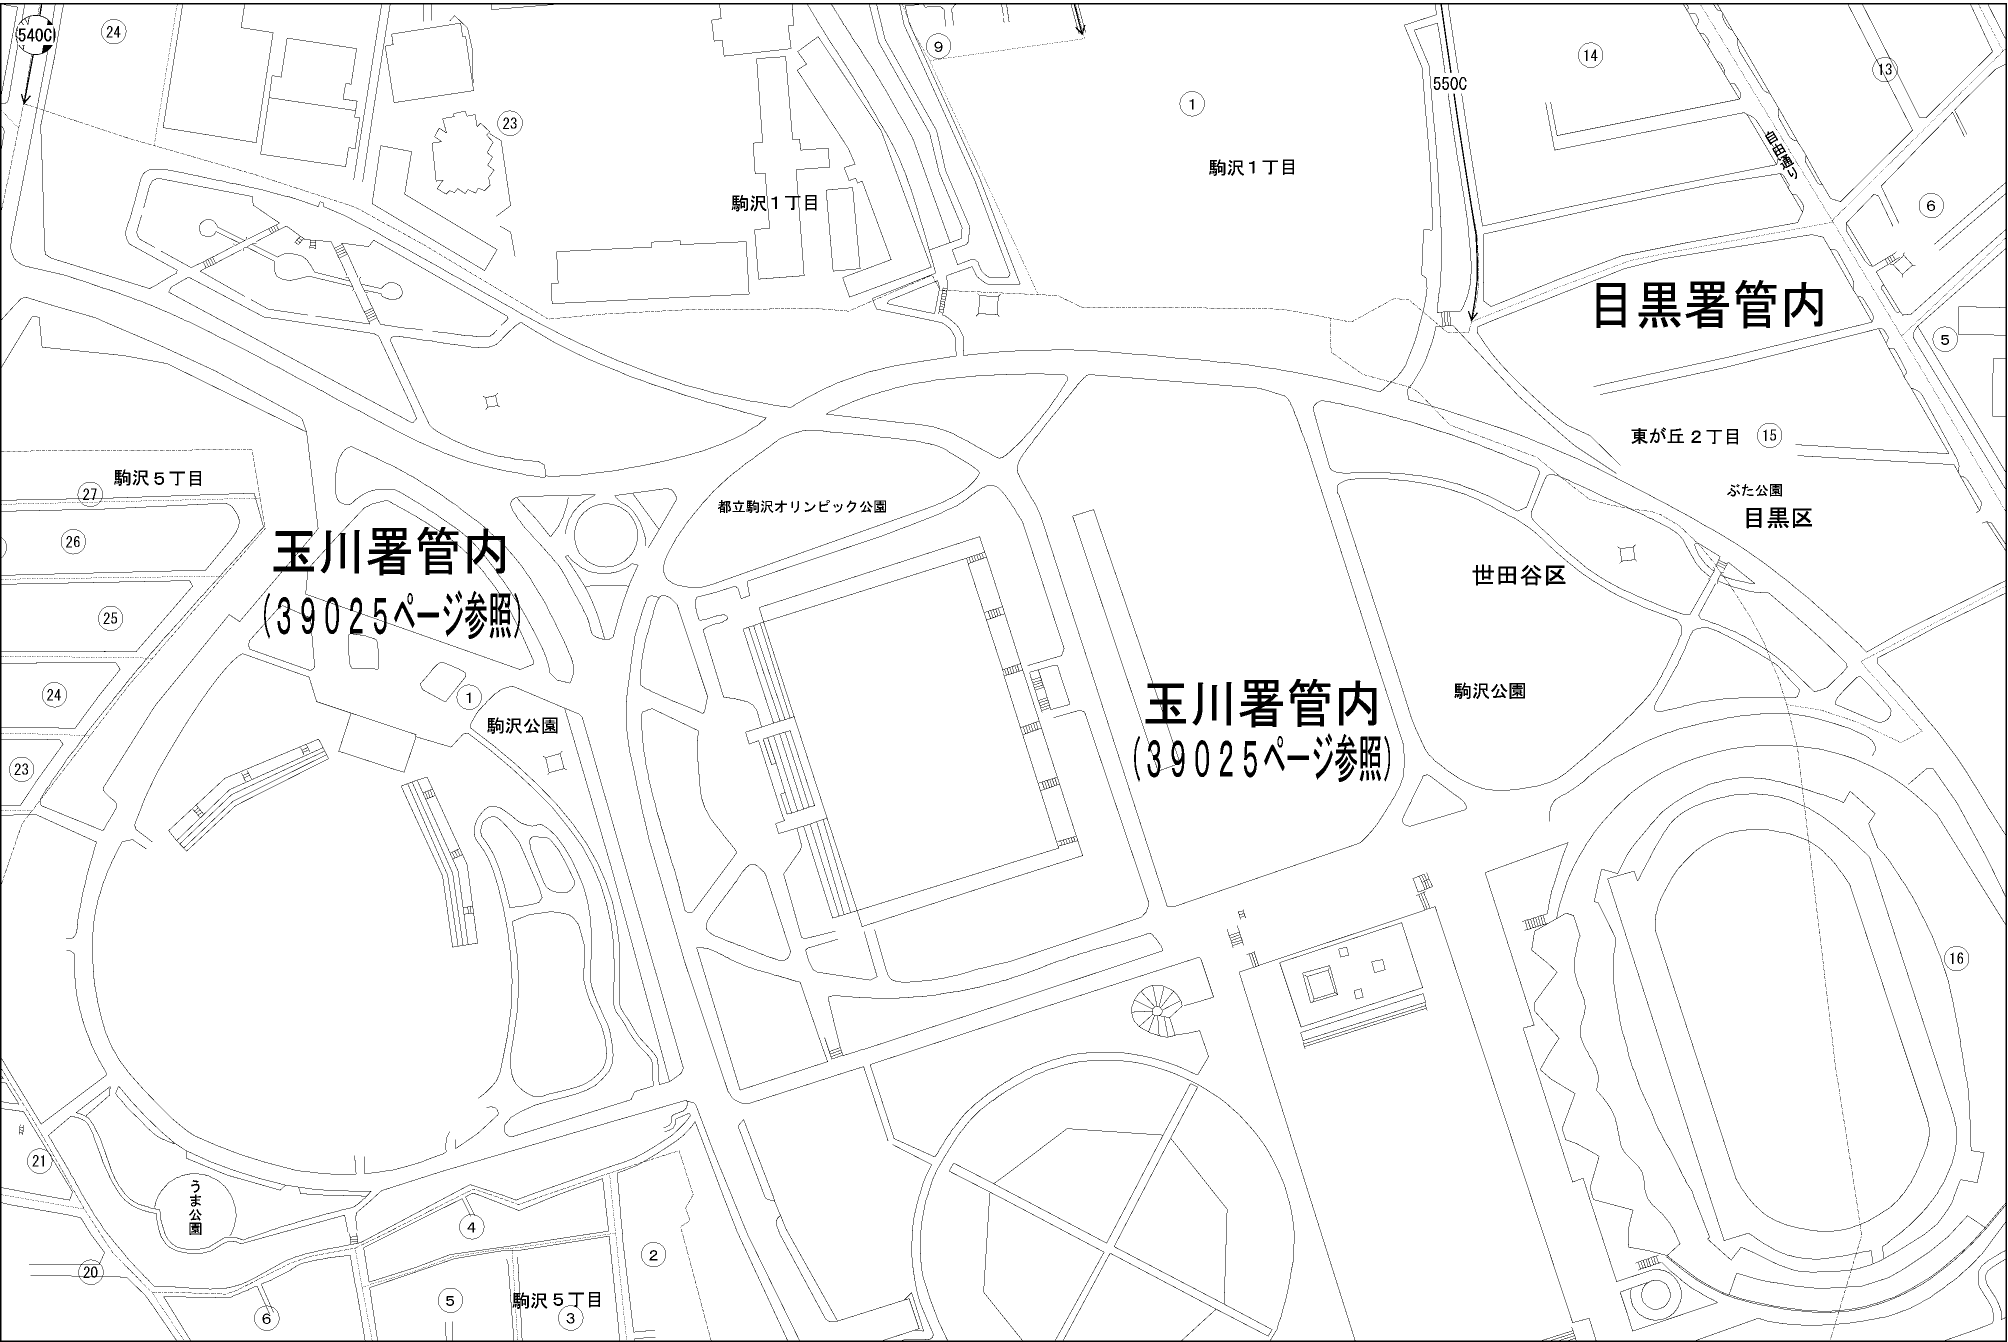 540C
24
9
14
13
550C
1
23
自由通り
駒沢１丁目
駒沢１丁目
6
目黒署管内
5
東が丘２丁目
15
駒沢５丁目
27
ぶた公園
都立駒沢オリンピック公園
目黒区
26
玉川署管内
世田谷区
(39025ページ参照)
25
24
1
駒沢公園
玉川署管内
駒沢公園
(39025ページ参照)
23
16
21
うま公園
4
2
20
5
駒沢５丁目
6
3